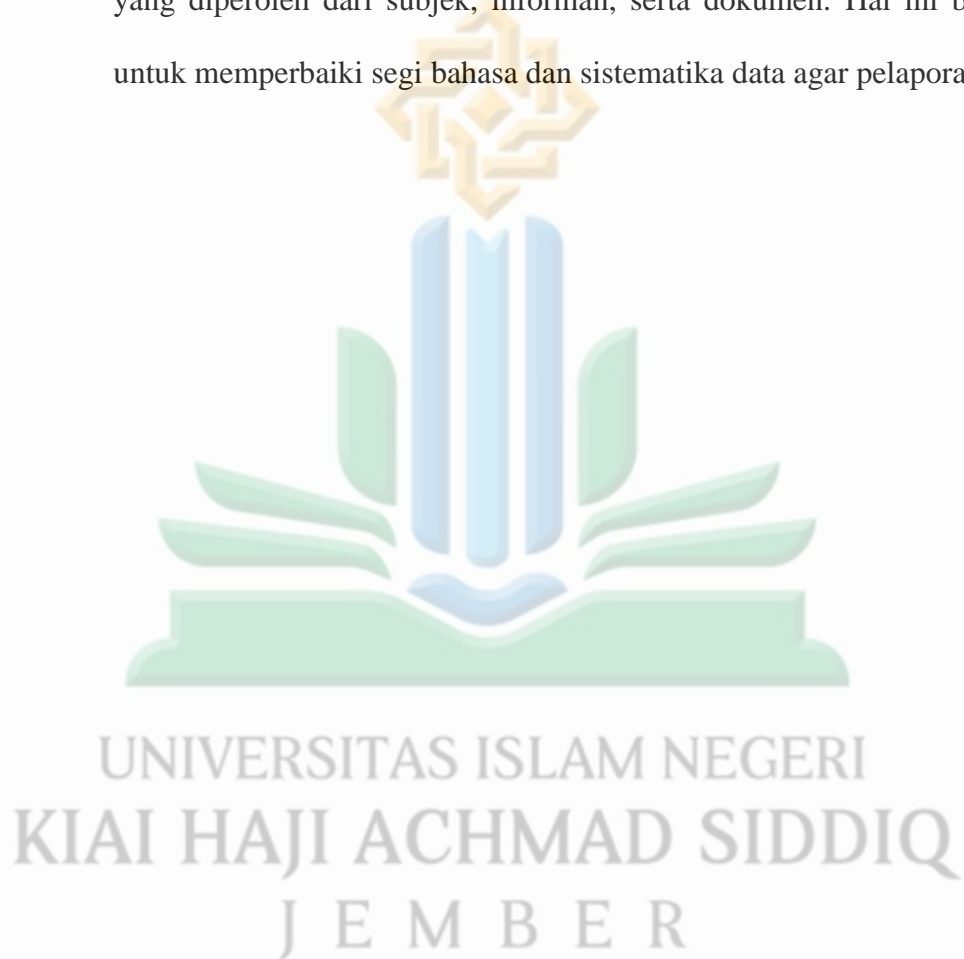 yang diperoleh dari subjek, informan, serta dokumen. Hal ini b
untuk memperbaiki segi bahasa dan sistematika data agar pelapora
UNIVERSITAS ISLAM NEGERI
KIAI HAJI ACHMAD SIDDIQ
JEMBER